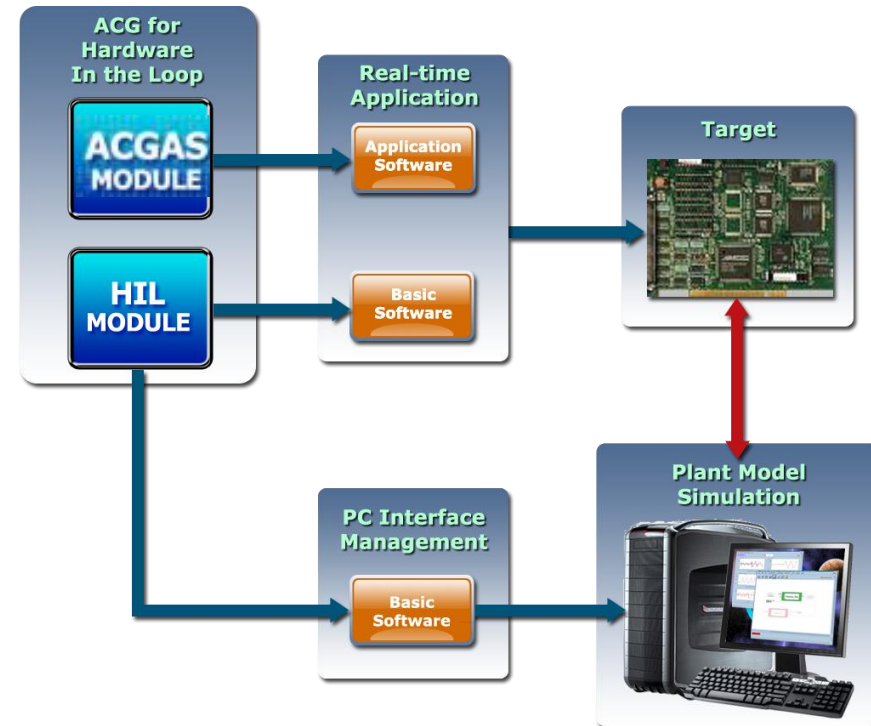 ACG for
Hardware
In the Loop
ACGAS
MODULE
HIL
MODULE
Real-time
Application
Application
Software
Basic
Software
Target
PC Interface
Management
Basic
Software
Plant Model
Simulation